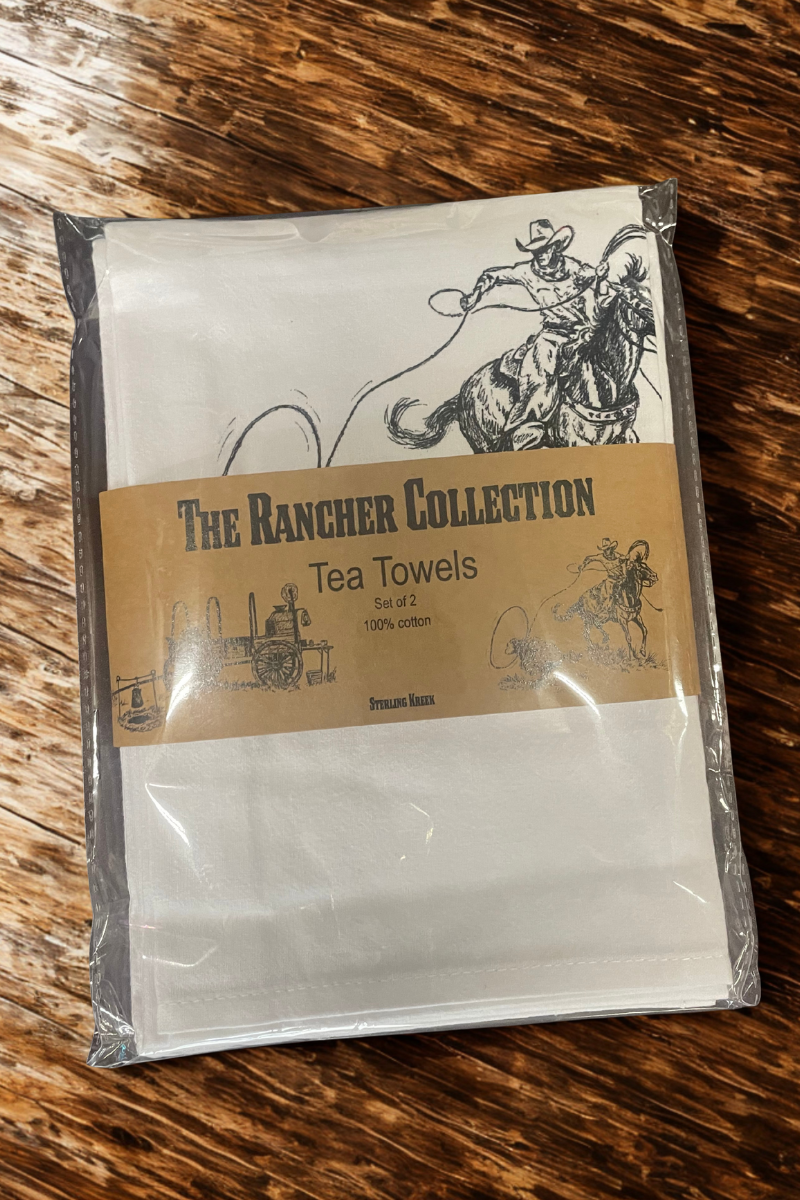 THE RANCHER COLLECTION
Tea Towels
Set of 2
100% cotton
STERLING KREEK